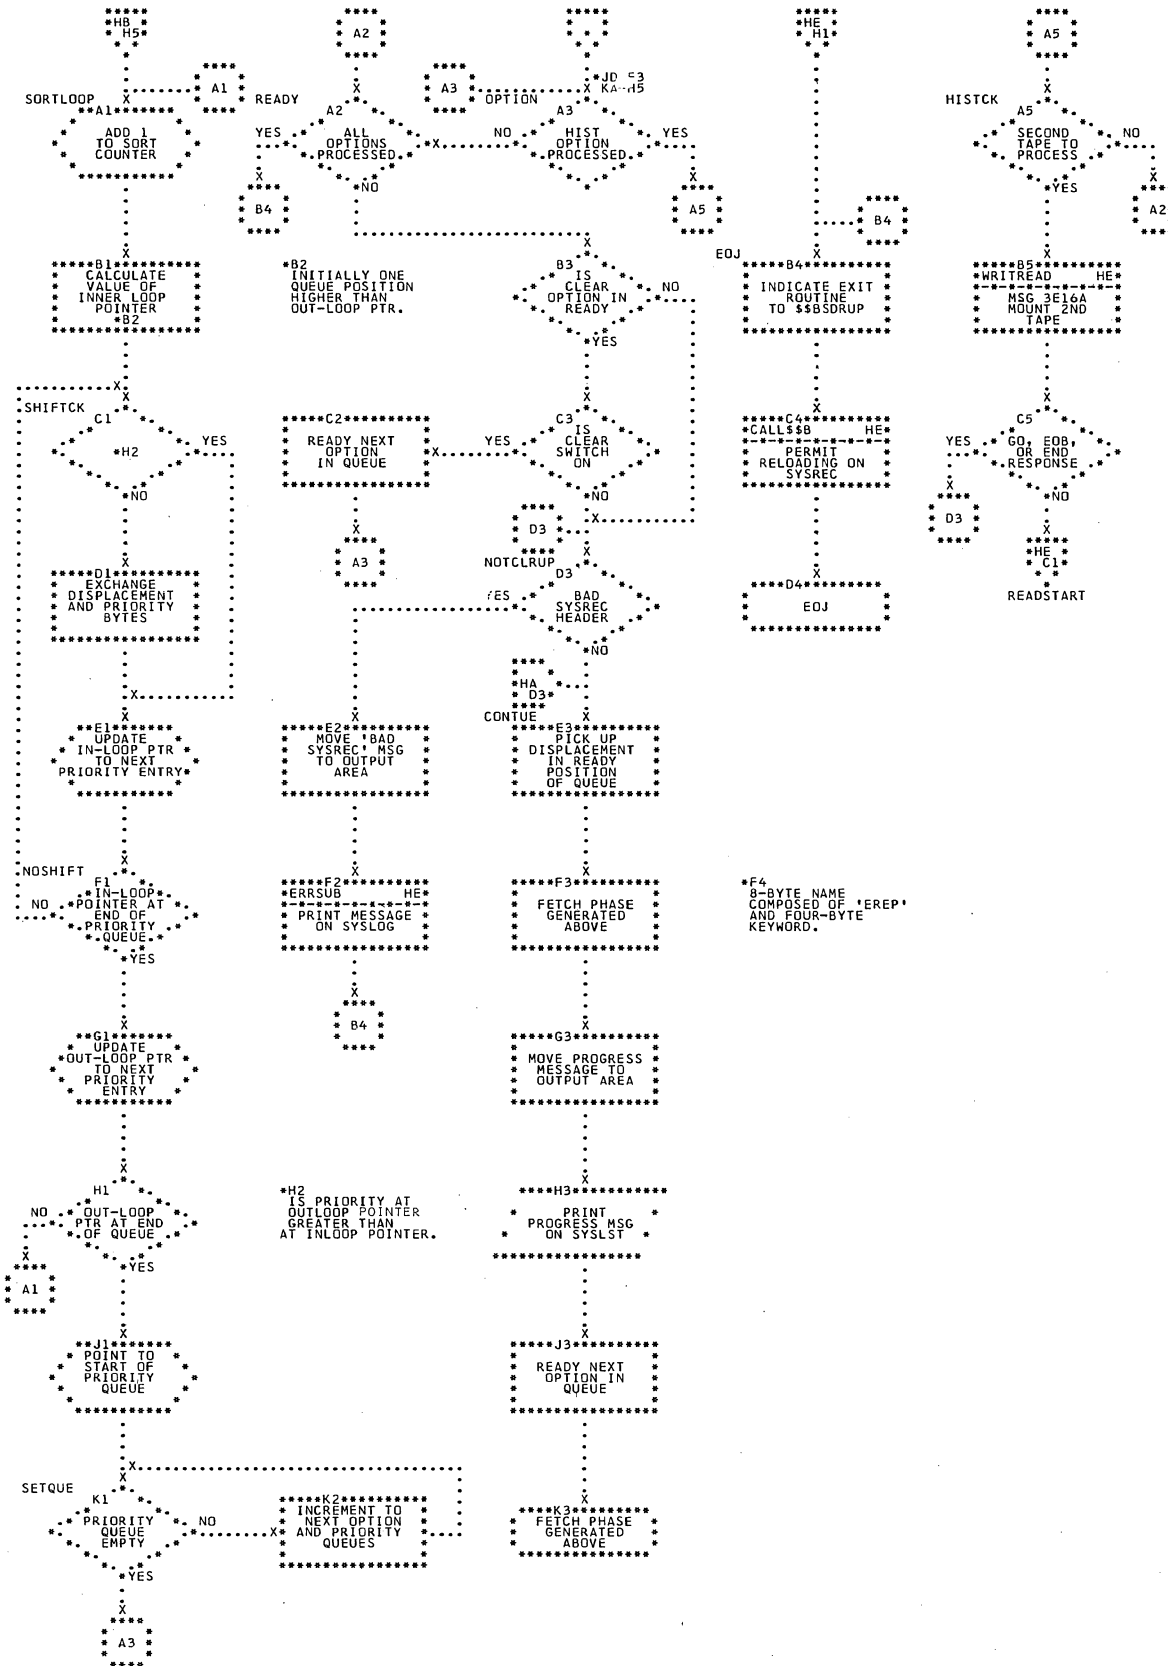 HB
H5
A1
SORTLOOP
A1
ADD 1
TO SORT
COUNTER
B1
CALCULATE
VALUE OF
INNER LOOP
POINTER
*B2
SHIFTCK
C1
*H2
YES
NO
D1
EXCHANGE
DISPLACEMENT
AND PRIORITY
BYTES
E1
UPDATE
IN-LOOP PTR
TO NEXT
PRIORITY ENTRY
NOSHIFT
F1
IN-LOOP
POINTER AT
END OF
PRIORITY
QUEUE
NO
YES
G1
UPDATE
OUT-LOOP PTR
TO NEXT
PRIORITY
ENTRY
H1
OUT-LOOP
PTR AT END
OF QUEUE
NO
YES
A1
J1
POINT TO
START OF
PRIORITY
QUEUE
SETQUE
K1
PRIORITY
QUEUE
EMPTY
NO
YES
A3
A2
READY
A2
ALL
OPTIONS
PROCESSED
YES
NO
B4
*B2
INITIALLY ONE
QUEUE POSITION
HIGHER THAN
OUT-LOOP PTR.
C2
READY NEXT
OPTION
IN QUEUE
A3
E2
MOVE 'BAD
SYSREC' MSG
TO OUTPUT
AREA
F2
*ERRSUB HE*
PRINT MESSAGE
ON SYSLOG
B4
*H2
IS PRIORITY AT
OUTLOOP POINTER
GREATER THAN
AT INLOOP POINTER.
K2
INCREMENT TO
NEXT OPTION
AND PRIORITY
QUEUES
*JD
A3
OPTION
A3
HIST
OPTION
PROCESSED
NO
YES
A5
B3
IS
CLEAR
OPTION IN
READY
NO
YES
C3
IS
CLEAR
SWITCH
ON
YES
NO
D3
NOTCLRUP
D3
BAD
SYSREC
HEADER
YES
NO
HA
D3
CONTUE
E3
PICK UP
DISPLACEMENT
IN READY
POSITION
OF QUEUE
F3
FETCH PHASE
GENERATED
ABOVE
G3
MOVE PROGRESS
MESSAGE TO
OUTPUT AREA
H3
PRINT
PROGRESS MSG
ON SYSLST
J3
READY NEXT
OPTION IN
QUEUE
K3
FETCH PHASE
GENERATED
ABOVE
HE
H1
B4
EOJ
B4
INDICATE EXIT
ROUTINE
TO $$BSDRUP
C4
*CALL$$B HE*
PERMIT
RELOADING ON
SYSREC
D4
EOJ
*F4
8-BYTE NAME
COMPOSED OF 'EREP'
AND FOUR-BYTE
KEYWORD.
A5
HISTCK
A5
SECOND
TAPE TO
PROCESS
NO
YES
A2
B5
*WRITREAD HE*
MSG 3E16A
MOUNT 2ND
TAPE
C5
GO, EOB,
OR END
RESPONSE
YES
NO
D3
HE
C1
READSTART